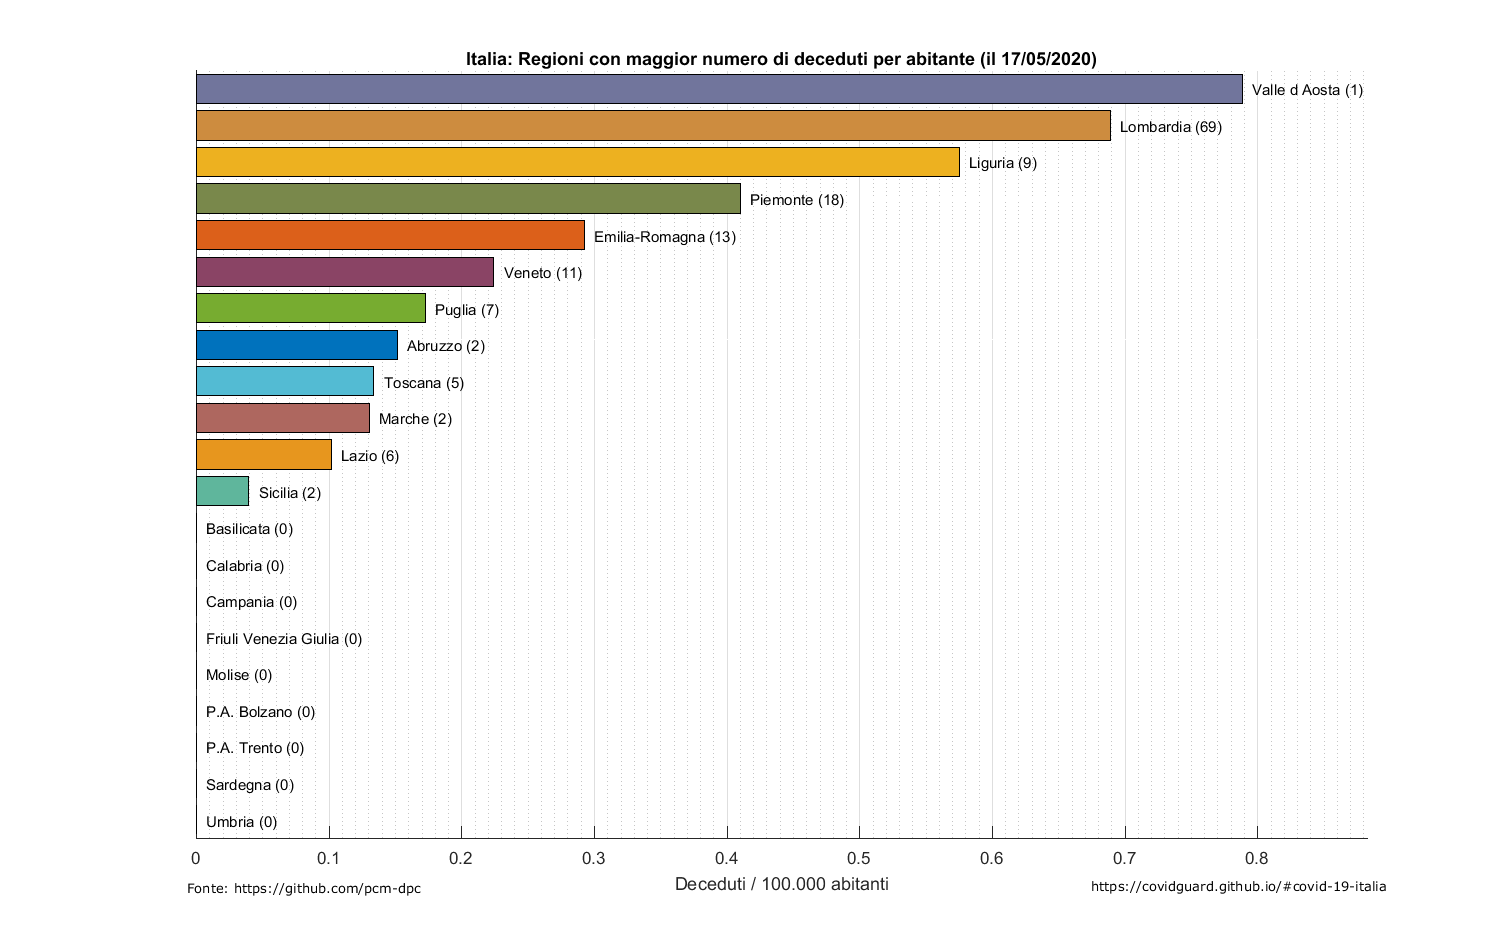 Italia: Regioni con maggior numero di deceduti per abitante (il 17/05/2020)
Valle d Aosta (1)
Lombardia (69)
Liguria (9)
Piemonte (18)
Emilia-Romagna (13)
Veneto (11)
Puglia (7)
Abruzzo (2)
Toscana (5)
Marche (2)
Lazio (6)
Sicilia (2)
Basilicata (0)
Calabria (0)
Campania (0)
Friuli Venezia Giulia (0)
Molise (0)
P.A. Bolzano (0)
P.A. Trento (0)
Sardegna (0)
Umbria (0)
0 0.1 0.2 0.3 0.4 0.5 0.6 0.7 0.8
Deceduti / 100.000 abitanti
Fonte: https://github.com/pcm-dpc
https://covidguard.github.io/#covid-19-italia